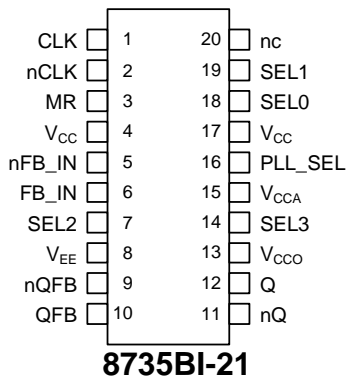 CLK 1 20 nc
nCLK 2 19 SEL1
MR 3 18 SEL0
VCC 4 17 VCC
nFB_IN 5 16 PLL_SEL
FB_IN 6 15 VCCA
SEL2 7 14 SEL3
VEE 8 13 VCCO
nQFB 9 12 Q
QFB 10 11 nQ
8735BI-21